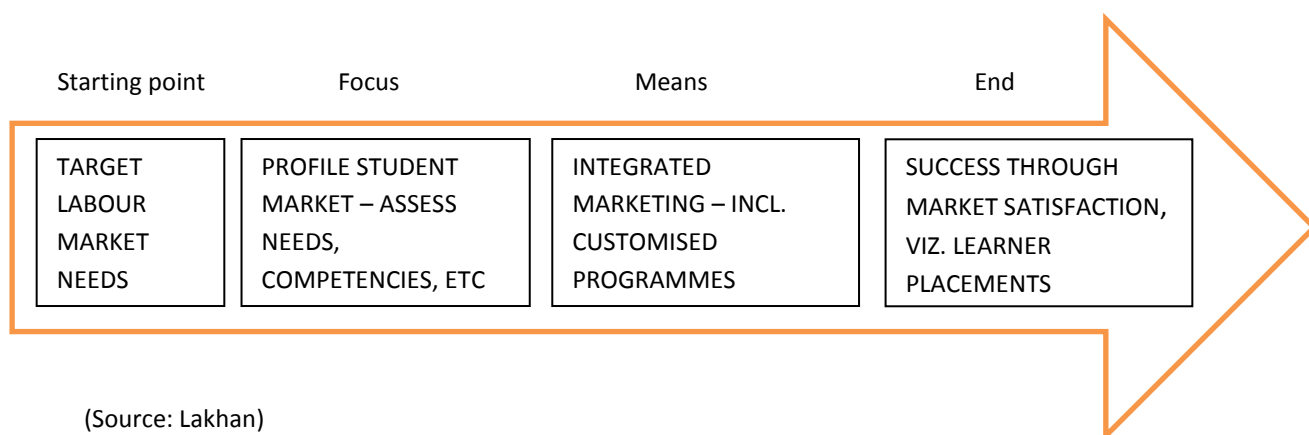 Starting point
Focus
Means
End
TARGET
LABOUR
MARKET
NEEDS
PROFILE STUDENT
MARKET – ASSESS
NEEDS,
COMPETENCIES, ETC
INTEGRATED
MARKETING – INCL.
CUSTOMISED
PROGRAMMES
SUCCESS THROUGH
MARKET SATISFACTION,
VIZ. LEARNER
PLACEMENTS
(Source: Lakhan)